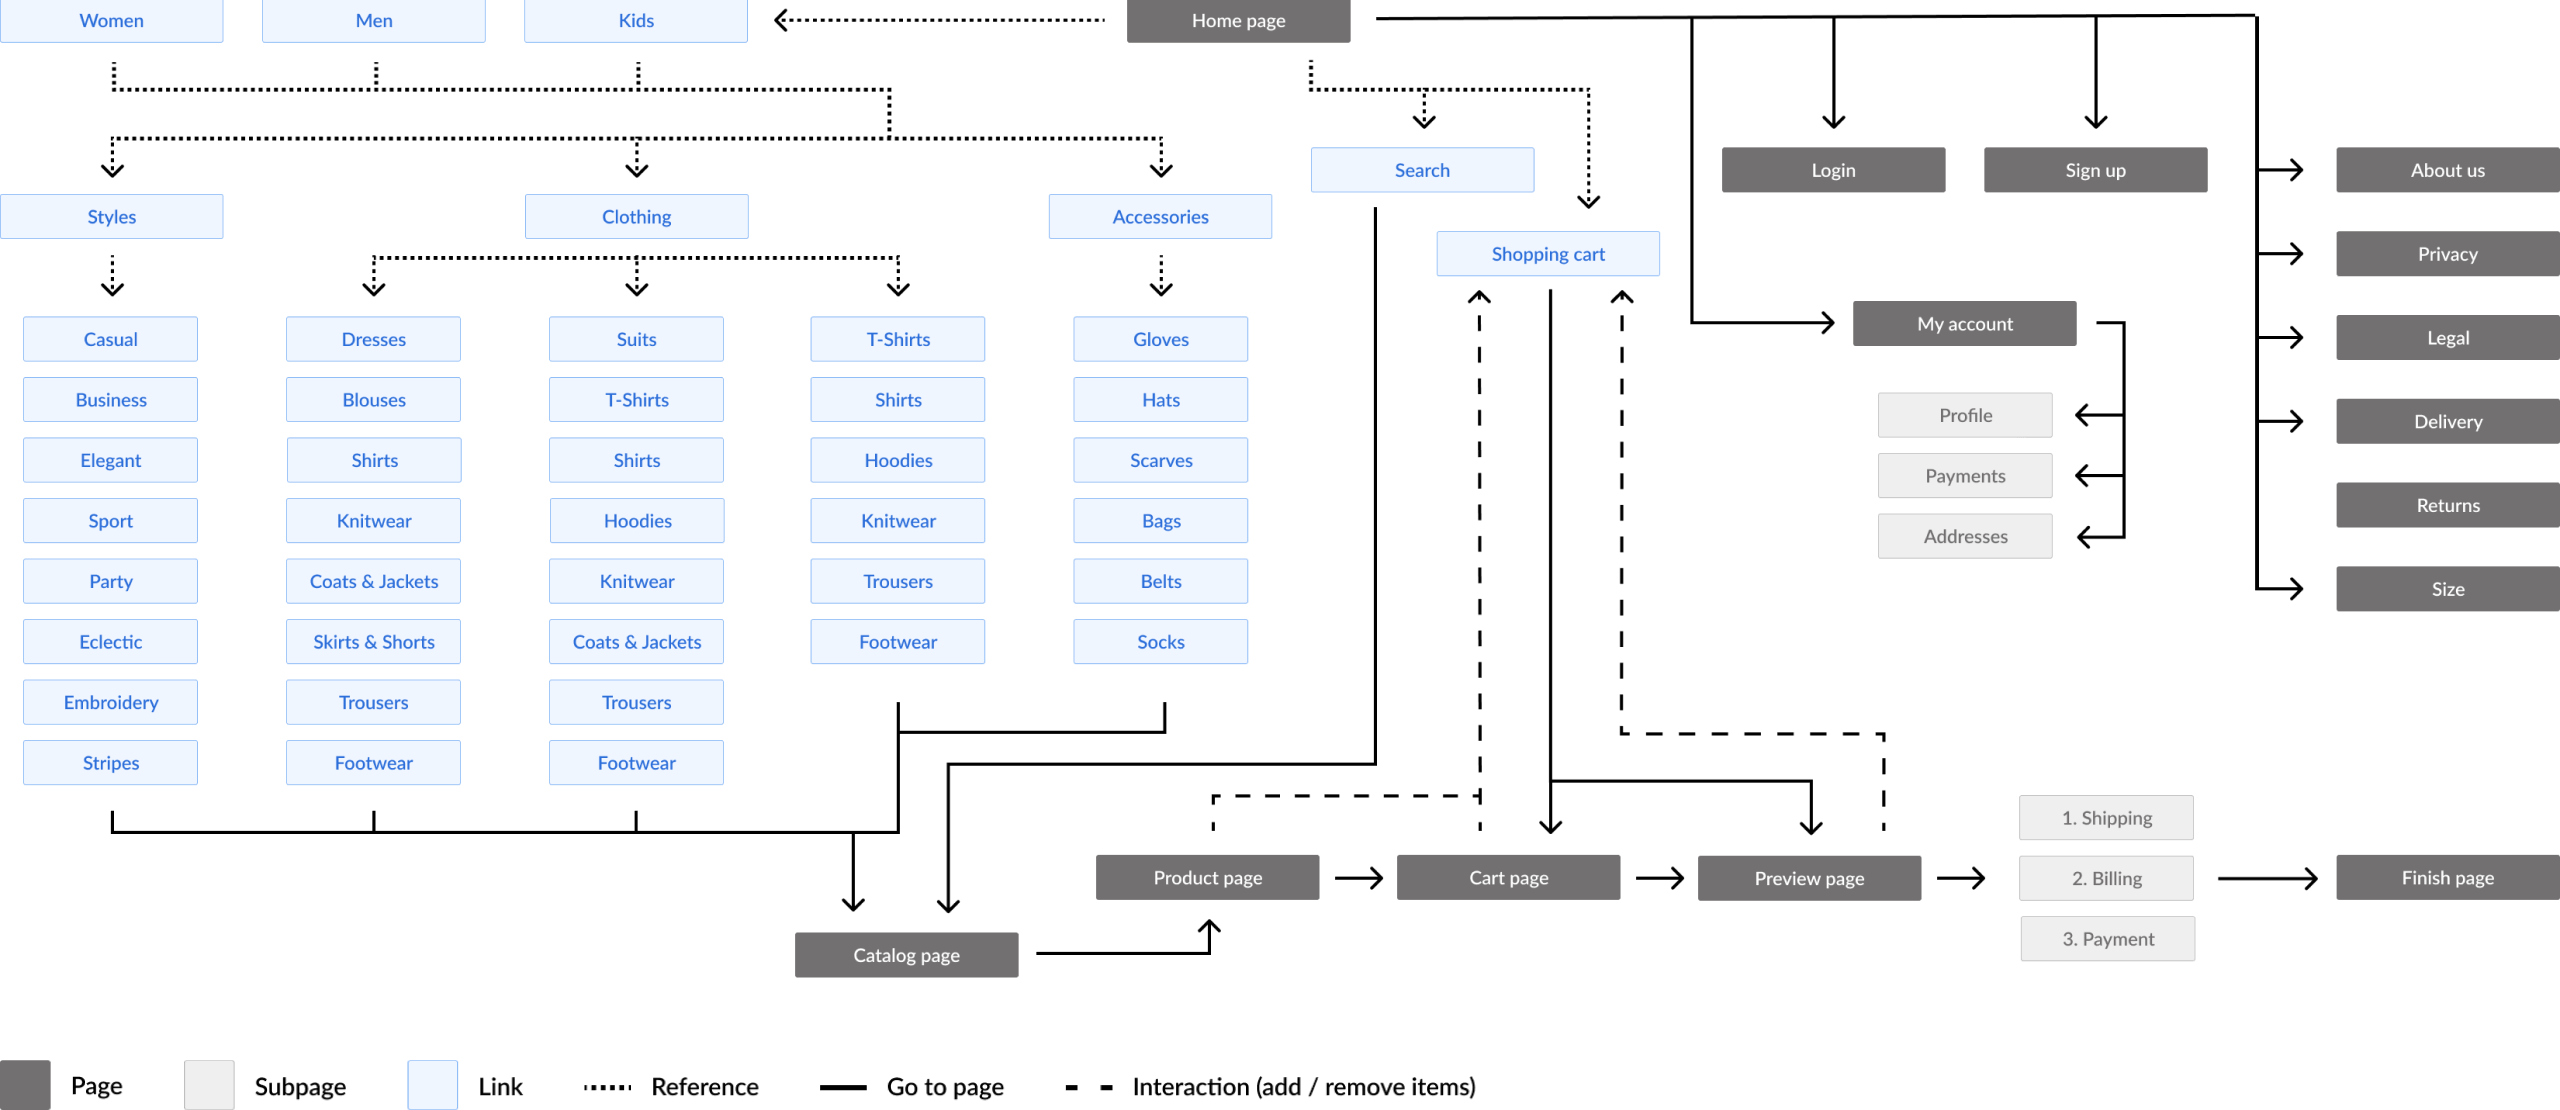 Women
Men
Kids
Home page
Login
Sign up
Search
Styles
Clothing
Accessories
Shopping cart
My account
About us
Privacy
Legal
Delivery
Returns
Size
Profile
Payments
Addresses
Casual
Business
Elegant
Sport
Party
Eclectic
Embroidery
Stripes
Dresses
Blouses
Shirts
Knitwear
Coats & Jackets
Skirts & Shorts
Trousers
Footwear
Suits
T-Shirts
Shirts
Hoodies
Knitwear
Coats & Jackets
Trousers
Footwear
T-Shirts
Shirts
Hoodies
Knitwear
Trousers
Footwear
Gloves
Hats
Scarves
Bags
Belts
Socks
Catalog page
Product page
Cart page
Preview page
1. Shipping
2. Billing
3. Payment
Finish page
Page
Subpage
Link
Reference
Go to page
Interaction (add / remove items)